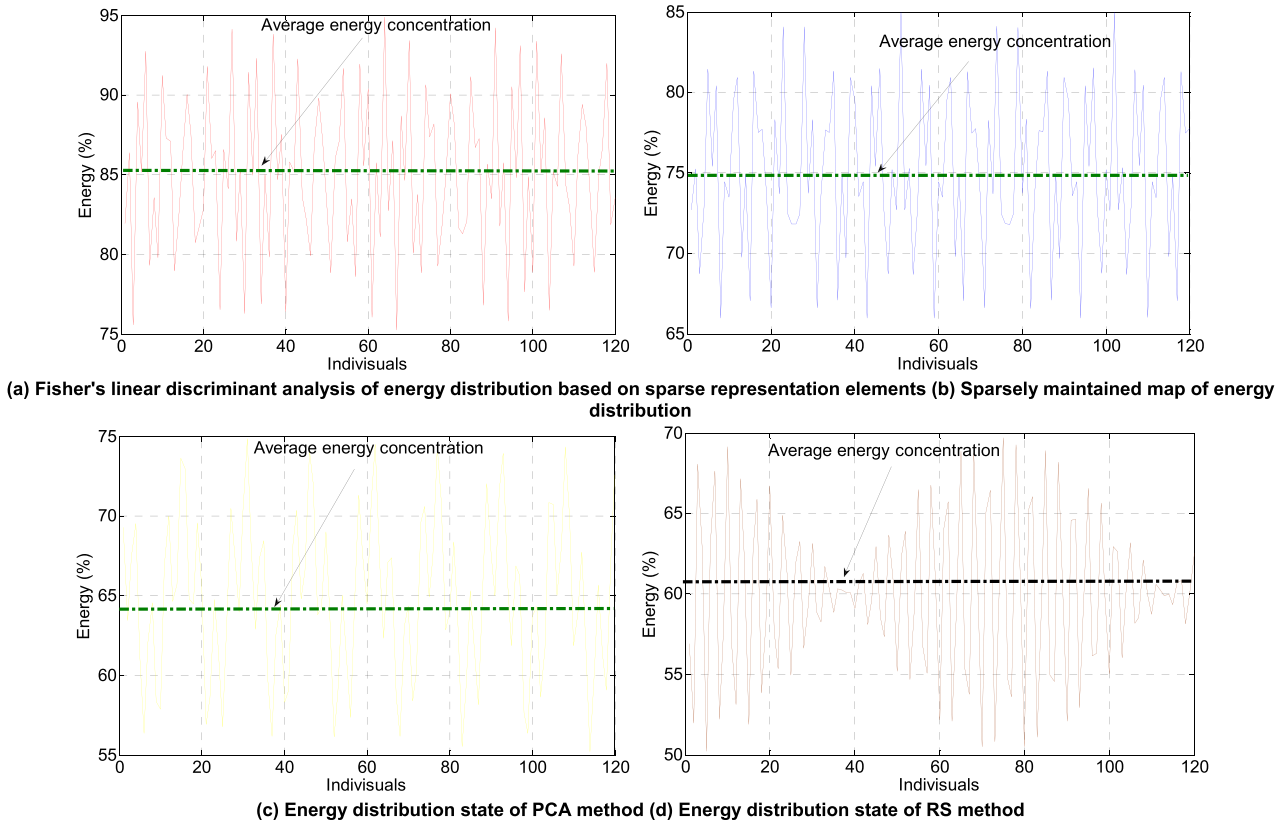 95
90
85
80
75
Energy (%)
Average energy concentration
0 20 40 60 80 100 120
Indivisuals
85
80
75
70
65
Energy (%)
Average energy concentration
0 20 40 60 80 100 120
Indivisuals
(a) Fisher's linear discriminant analysis of energy distribution based on sparse representation elements (b) Sparsely maintained map of energy
distribution
75
70
65
60
55
Energy (%)
Average energy concentration
0 20 40 60 80 100 120
Indivisuals
70
65
60
55
50
Energy (%)
Average energy concentration
0 20 40 60 80 100 120
Indivisuals
(c) Energy distribution state of PCA method (d) Energy distribution state of RS method